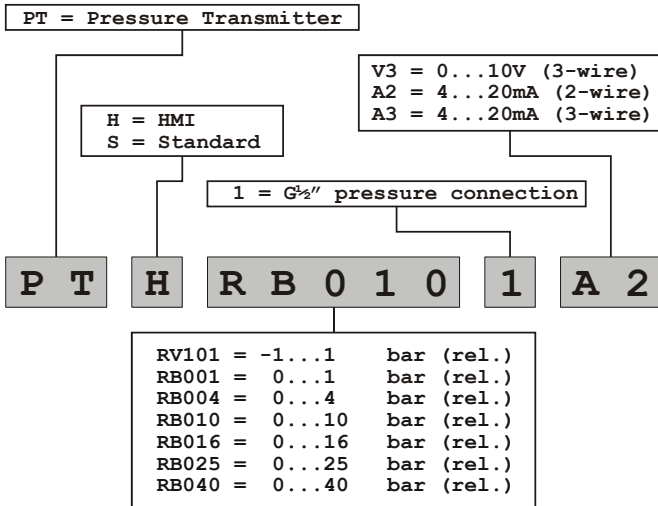 PT = Pressure Transmitter
V3 = 0...10V (3-wire)
A2 = 4...20mA (2-wire)
A3 = 4...20mA (3-wire)
H = HMI
S = Standard
1 = G½" pressure connection
P T H R B 0 1 0 1 A 2
RV101 = -1...1 bar (rel.)
RB001 = 0...1 bar (rel.)
RB004 = 0...4 bar (rel.)
RB010 = 0...10 bar (rel.)
RB016 = 0...16 bar (rel.)
RB025 = 0...25 bar (rel.)
RB040 = 0...40 bar (rel.)